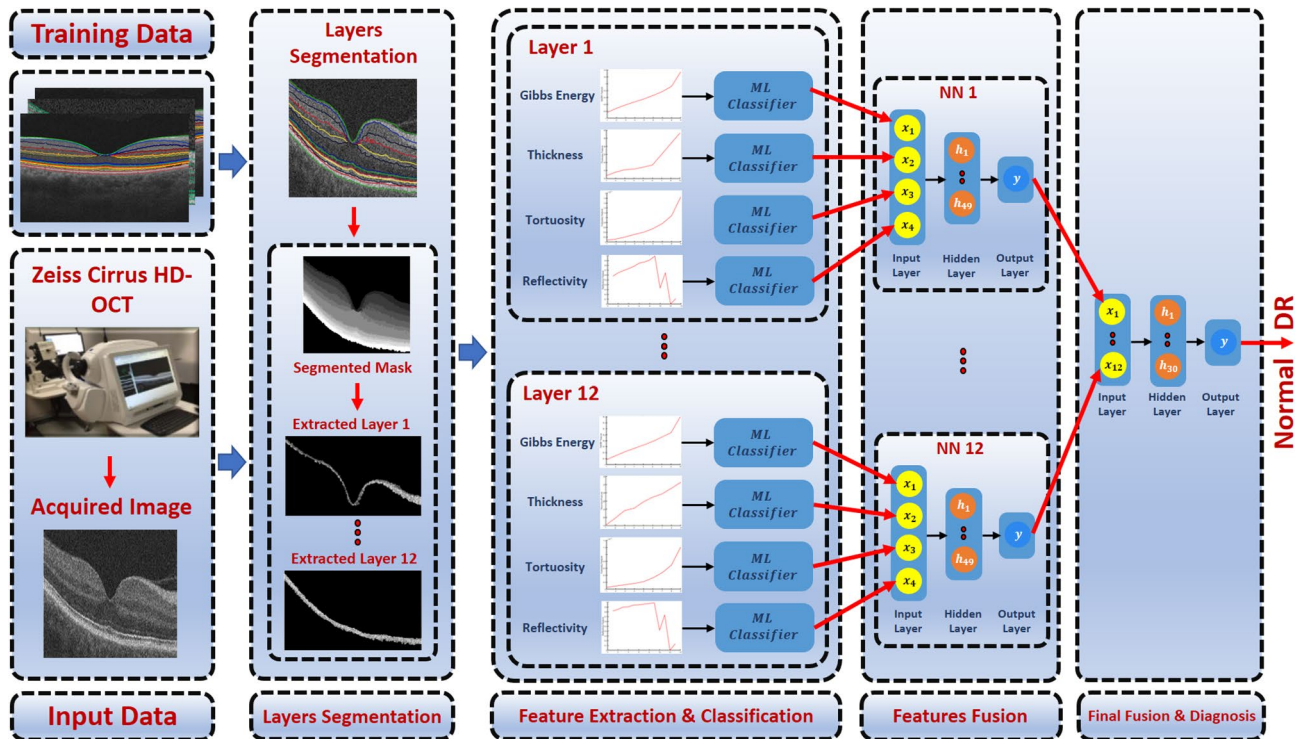 Training Data
Zeiss Cirrus HD-
OCT
Acquired Image
Input Data
Layers
Segmentation
Segmented Mask
Extracted Layer 1
Extracted Layer 12
Layers Segmentation
Layer 1
Gibbs Energy
ML
Classifier
Thickness
ML
Classifier
Tortuosity
ML
Classifier
Reflectivity
ML
Classifier
Layer 12
Gibbs Energy
ML
Classifier
Thickness
ML
Classifier
Tortuosity
ML
Classifier
Reflectivity
ML
Classifier
Feature Extraction & Classification
NN 1
x₁
x₂
x₃
x₄
h₁
h₄₉
y
Input
Layer
Hidden
Layer
Output
Layer
NN 12
x₁
x₂
x₃
x₄
h₁
h₄₉
y
Input
Layer
Hidden
Layer
Output
Layer
Features Fusion
x₁
x₁₂
h₁
h₃₀
y
Input
Layer
Hidden
Layer
Output
Layer
Normal DR
Final Fusion & Diagnosis